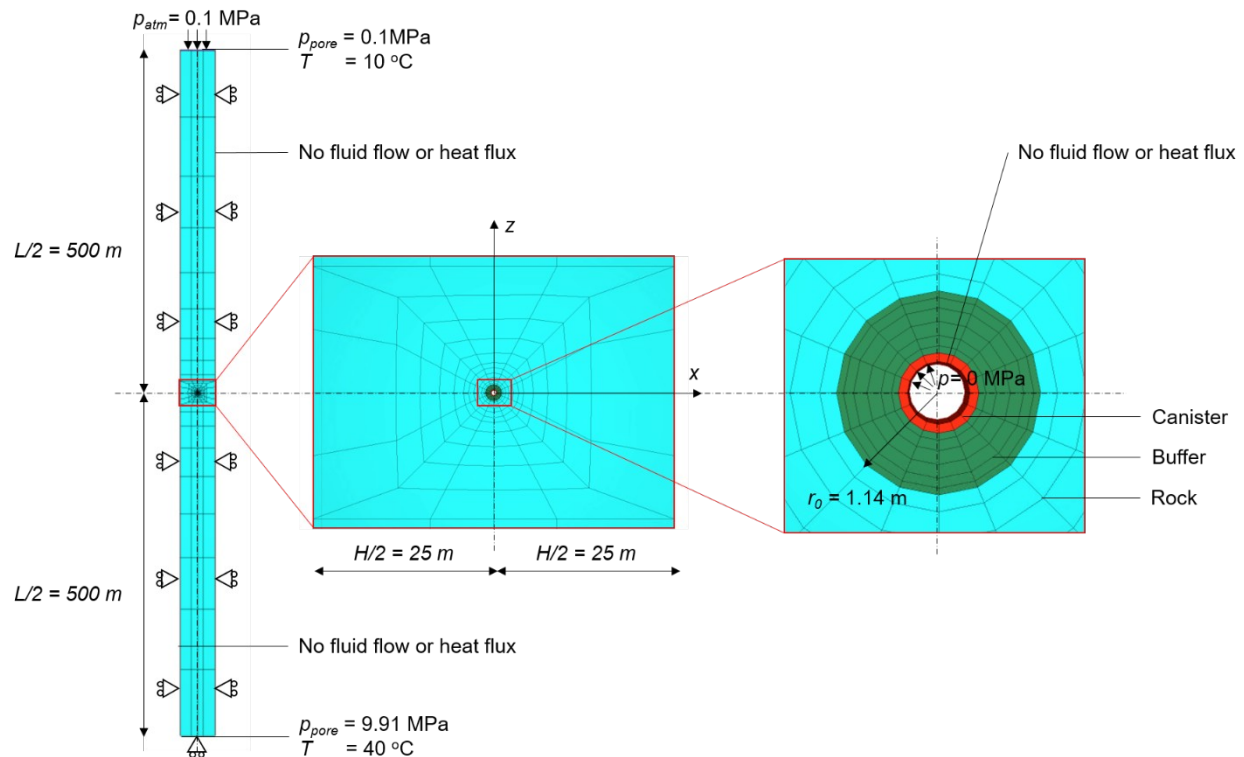 p_atm = 0.1 MPa
p_pore = 0.1MPa
T = 10 °C
No fluid flow or heat flux
L/2 = 500 m
z
x
H/2 = 25 m
H/2 = 25 m
No fluid flow or heat flux
p= 0 MPa
Canister
Buffer
r_0 = 1.14 m
Rock
L/2 = 500 m
No fluid flow or heat flux
p_pore = 9.91 MPa
T = 40 °C